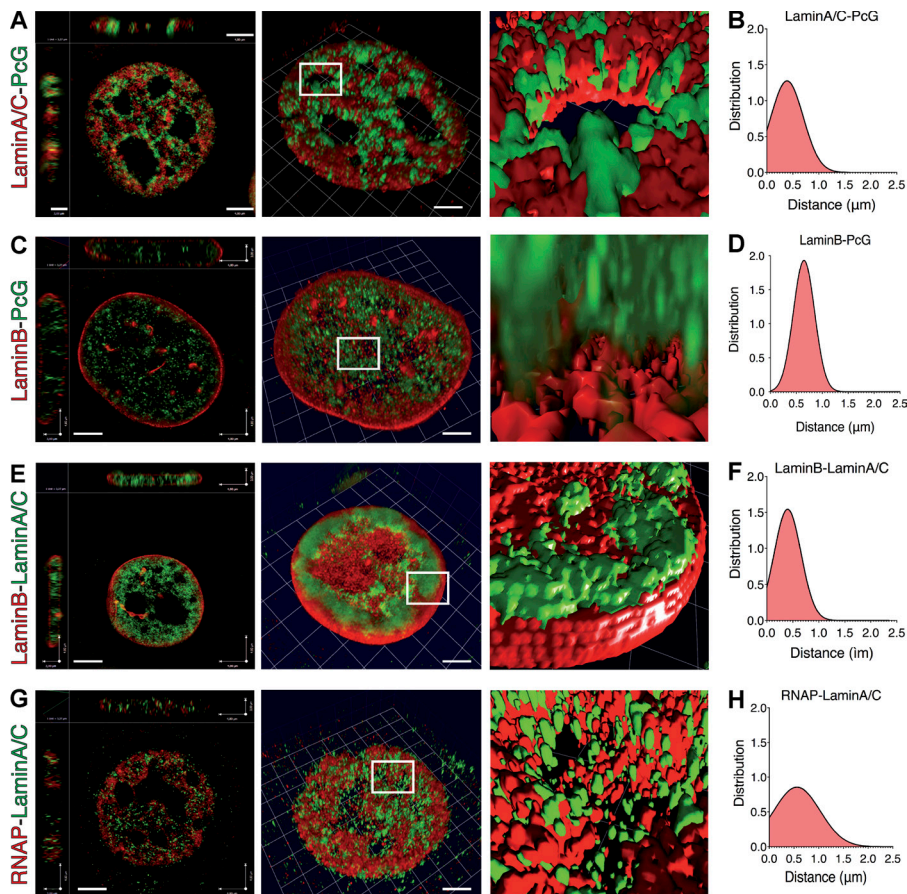 A
LaminA/C-PcG
B
LaminA/C-PcG
Distribution
2.0
1.5
1.0
0.5
0.0
0.0 0.5 1.0 1.5 2.0 2.5
Distance (µm)
C
LaminB-PcG
D
LaminB-PcG
Distribution
2.0
1.5
1.0
0.5
0.0
0.0 0.5 1.0 1.5 2.0 2.5
Distance (µm)
E
LaminB-LaminA/C
F
LaminB-LaminA/C
Distribution
2.0
1.5
1.0
0.5
0.0
0.0 0.5 1.0 1.5 2.0 2.5
Distance (ìm)
G
RNAP-LaminA/C
H
RNAP-LaminA/C
Distribution
2.0
1.5
1.0
0.5
0.0
0.0 0.5 1.0 1.5 2.0 2.5
Distance (µm)